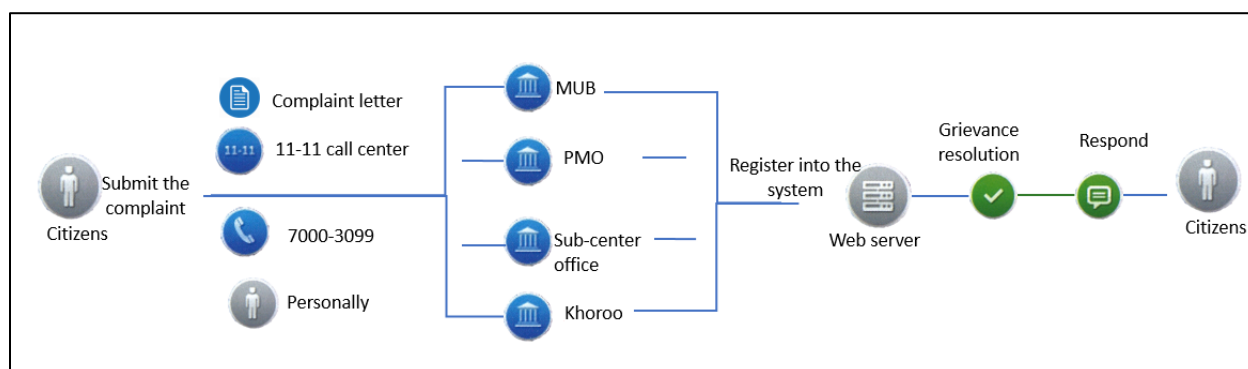 Citizens
Submit the
complaint
Complaint letter
11-11
11-11 call center
7000-3099
Personally
MUB
PMO
Sub-center
office
Khoroo
Register into the
system
Web server
Grievance
resolution
Respond
Citizens